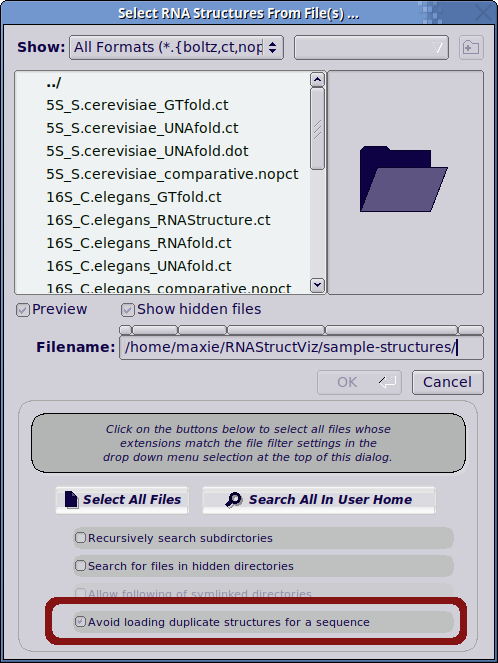 Select RNA Structures From File(s) ...
Show: All Formats (*.{boltz,ct,nop
../
5S_S.cerevisiae_GTfold.ct
5S_S.cerevisiae_UNAfold.ct
5S_S.cerevisiae_UNAfold.dot
5S_S.cerevisiae_comparative.nopct
16S_C.elegans_GTfold.ct
16S_C.elegans_RNAStructure.ct
16S_C.elegans_RNAfold.ct
16S_C.elegans_UNAfold.ct
16S_C.elegans_comparative.nopct
Preview Show hidden files
Filename: /home/maxie/RNAStructViz/sample-structures/
OK Cancel
Click on the buttons below to select all files whose
extensions match the file filter settings in the
drop down menu selection at the top of this dialog.
Select All Files Search All In User Home
Recursively search subdirctories
Search for files in hidden directories
Allow following of symlinked directories
Avoid loading duplicate structures for a sequence